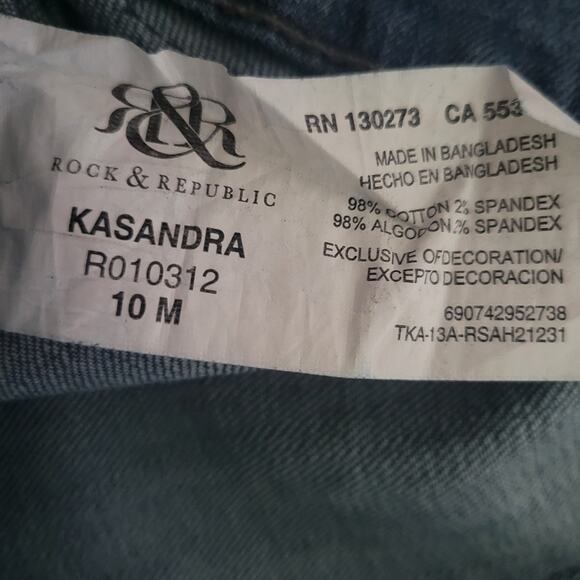 R&R
ROCK & REPUBLIC
KASANDRA
R010312
10 M
RN 130273 CA 553
MADE IN BANGLADESH
HECHO EN BANGLADESH
98% COTTON 2% SPANDEX
98% ALGODON 2% SPANDEX
EXCLUSIVE OF DECORATION/
EXCEPTO DECORACION
690742952738
TKA-13A-RSAH21231